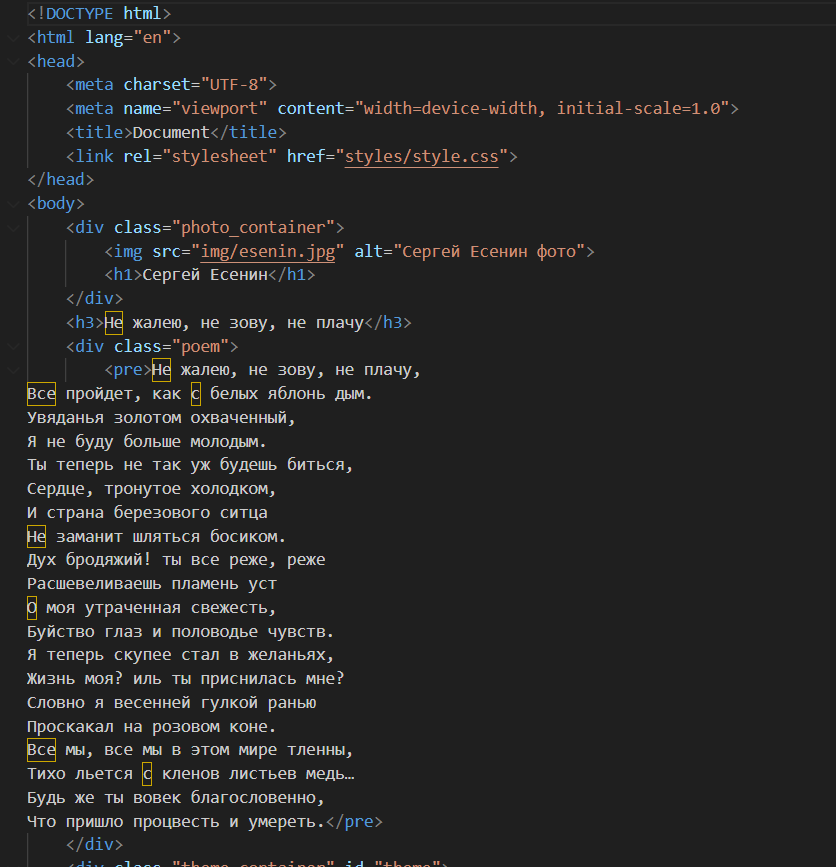 <!DOCTYPE html>
<html lang="en">
<head>
<meta charset="UTF-8">
<meta name="viewport" content="width=device-width, initial-scale=1.0">
<title>Document</title>
<link rel="stylesheet" href="styles/style.css">
</head>
<body>
<div class="photo_container">
<img src="img/esenin.jpg" alt="Сергей Есенин фото">
<h1>Сергей Есенин</h1>
</div>
<h3>Не жалею, не зову, не плачу</h3>
<div class="poem">
<pre>Не жалею, не зову, не плачу,
Все пройдет, как с белых яблонь дым.
Увяданья золотом охваченный,
Я не буду больше молодым.
Ты теперь не так уж будешь биться,
Сердце, тронутое холодком,
И страна березового ситца
Не заманит шляться босиком.
Дух бродяжий! ты все реже, реже
Расшевеливаешь пламень уст
О моя утраченная свежесть,
Буйство глаз и половодье чувств.
Я теперь скупее стал в желаньях,
Жизнь моя? иль ты приснилась мне?
Словно я весенней гулкой ранью
Проскакал на розовом коне.
Все мы, все мы в этом мире тленны,
Тихо льется с кленов листьев медь…
Будь же ты вовек благословенно,
Что пришло процвесть и умереть.</pre>
</div>
<div class="theme_container" id="theme">